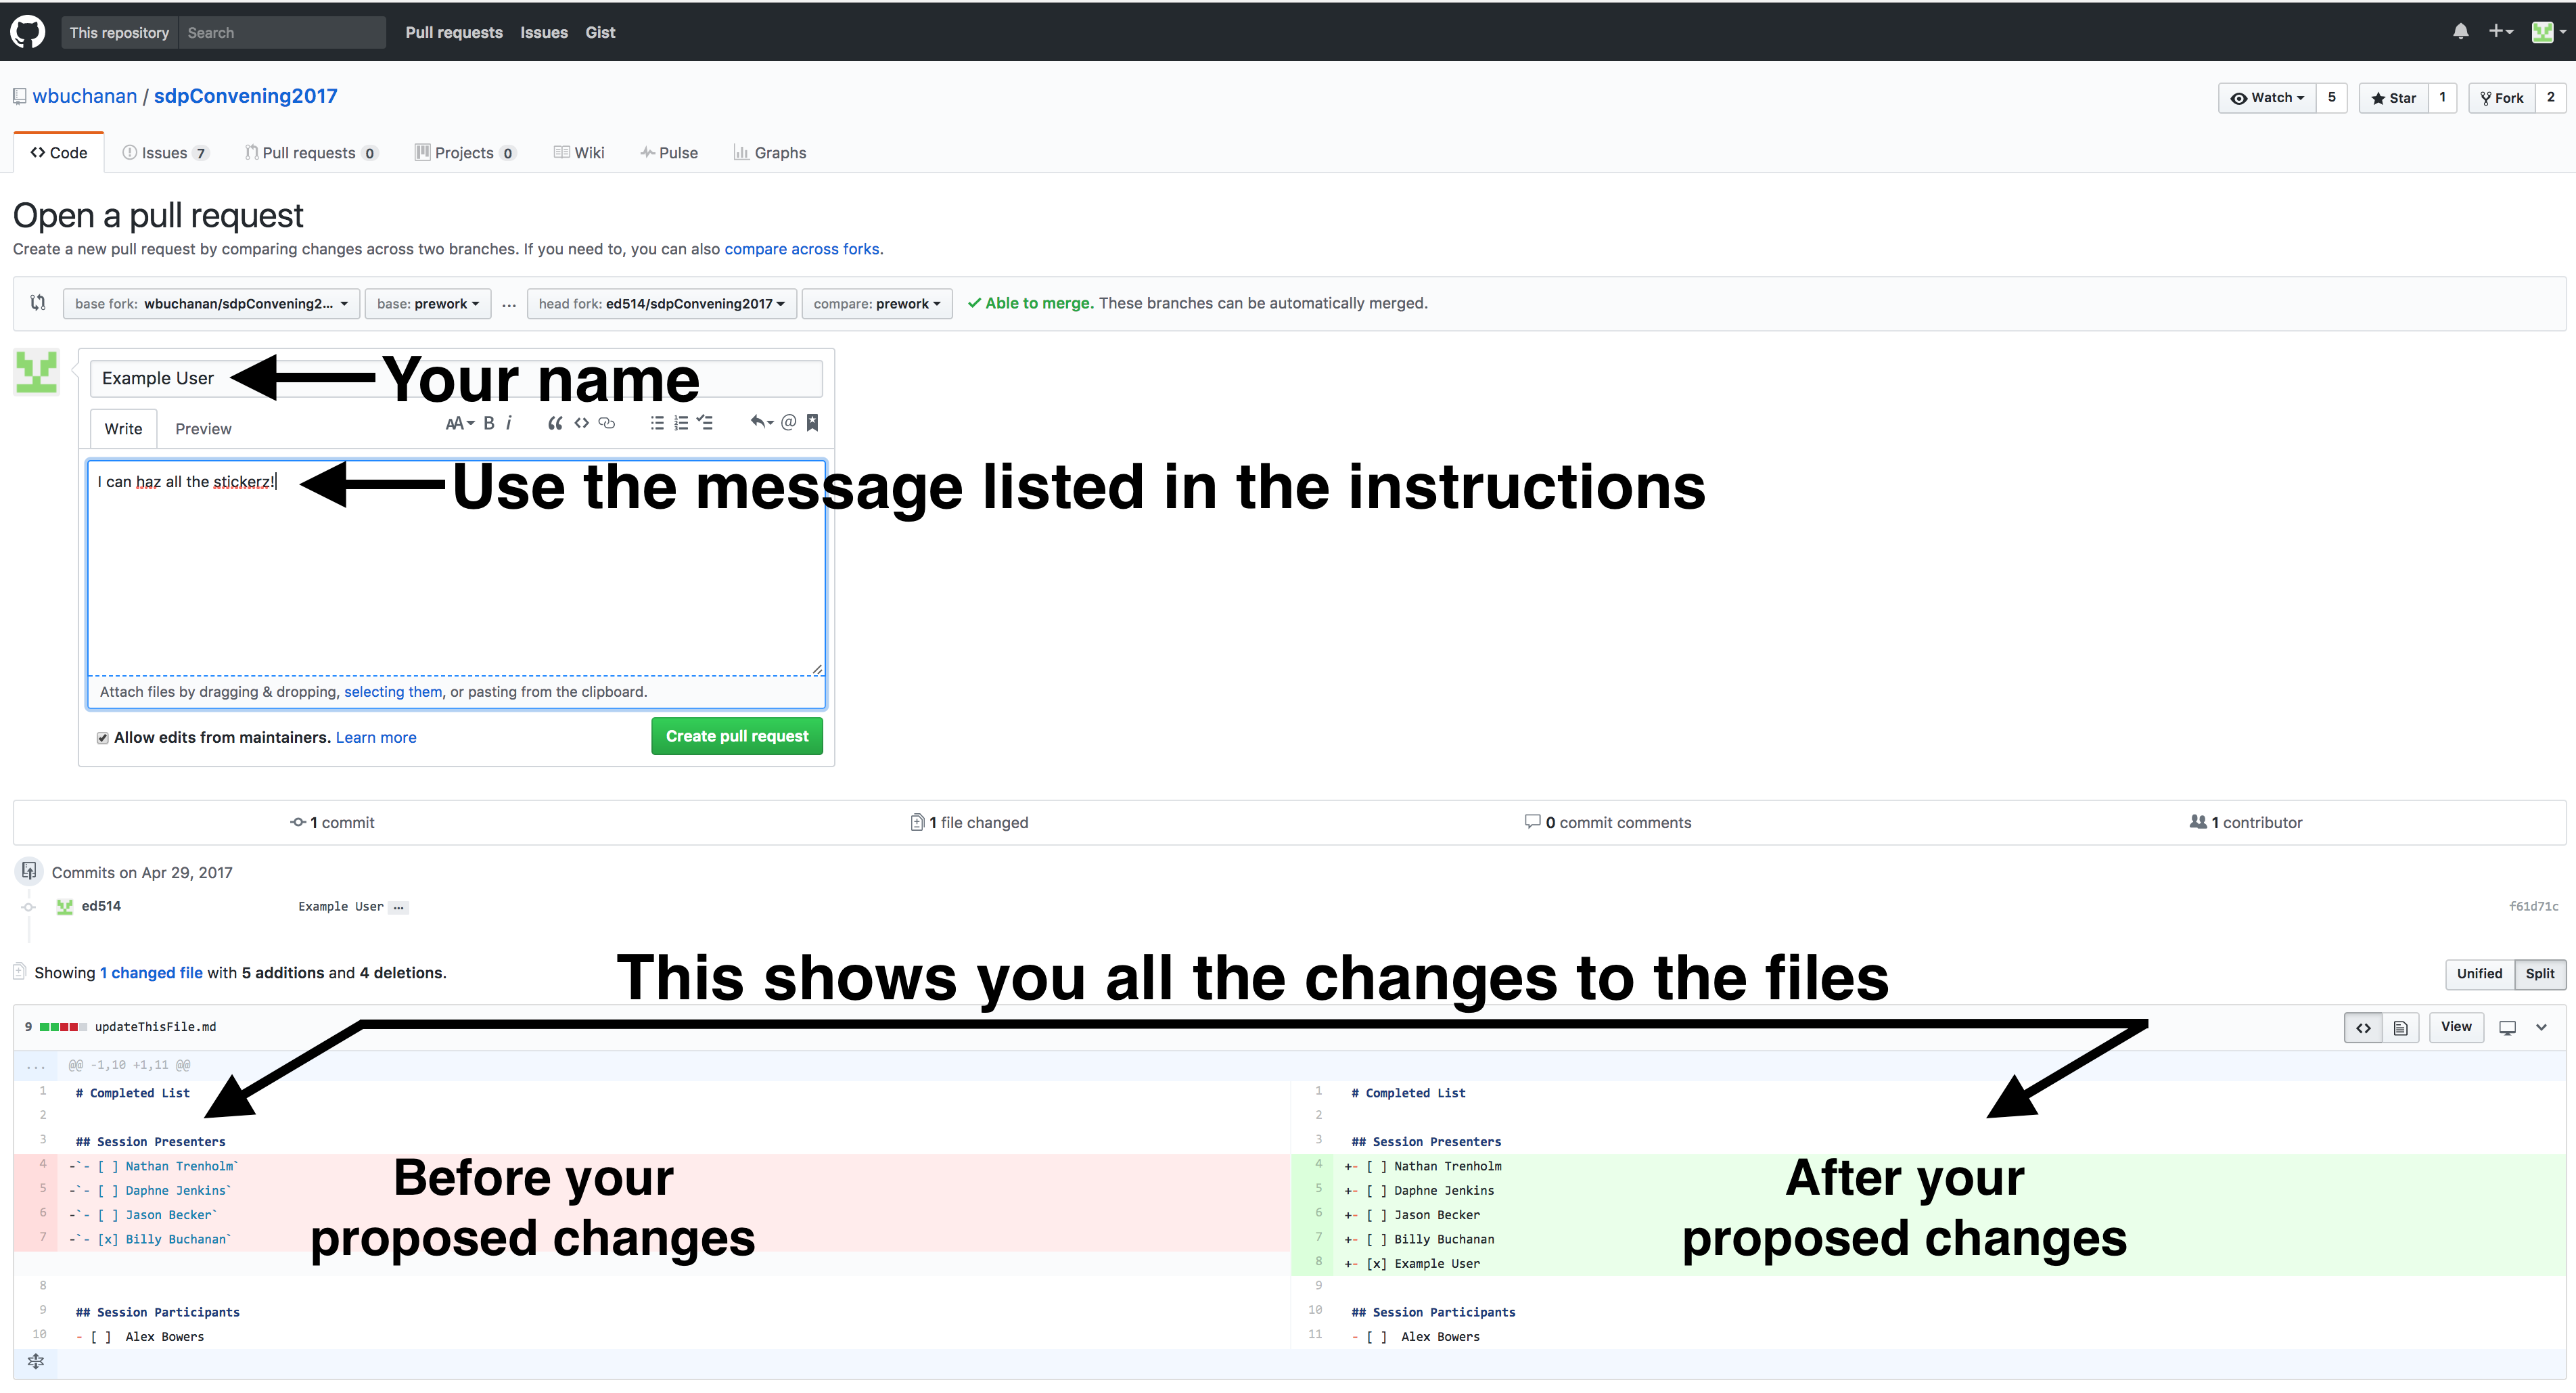 This repository Search Pull requests Issues Gist
wbuchanan / sdpConvening2017 Watch 5 Star 1 Fork 2
Code Issues 7 Pull requests 0 Projects 0 Wiki Pulse Graphs
Open a pull request
Create a new pull request by comparing changes across two branches. If you need to, you can also compare across forks.
base fork: wbuchanan/sdpConvening2... base: prework ... head fork: ed514/sdpConvening2017 compare: prework Able to merge. These branches can be automatically merged.
Example User Your name
Write Preview AA B i “ <> @
I can haz all the stickerz! Use the message listed in the instructions
Attach files by dragging & dropping, selecting them, or pasting from the clipboard.
Allow edits from maintainers. Learn more Create pull request
1 commit 1 file changed 0 commit comments 1 contributor
Commits on Apr 29, 2017
ed514 Example User ... f61d71c
This shows you all the changes to the files
Showing 1 changed file with 5 additions and 4 deletions. Unified Split
9 updateThisFile.md <> View
... @@ -1,10 +1,11 @@
1 # Completed List 1 # Completed List
2 2
3 ## Session Presenters 3 ## Session Presenters
4 -`- [ ] Nathan Trenholm` 4 +- [ ] Nathan Trenholm
5 -`- [ ] Daphne Jenkins` 5 +- [ ] Daphne Jenkins
6 -`- [ ] Jason Becker` 6 +- [ ] Jason Becker
7 -`- [x] Billy Buchanan` 7 +- [ ] Billy Buchanan
8 +- [x] Example User
Before your
proposed changes
After your
proposed changes
8 9
9 ## Session Participants 10 ## Session Participants
10 - [ ]  Alex Bowers 11 - [ ]  Alex Bowers